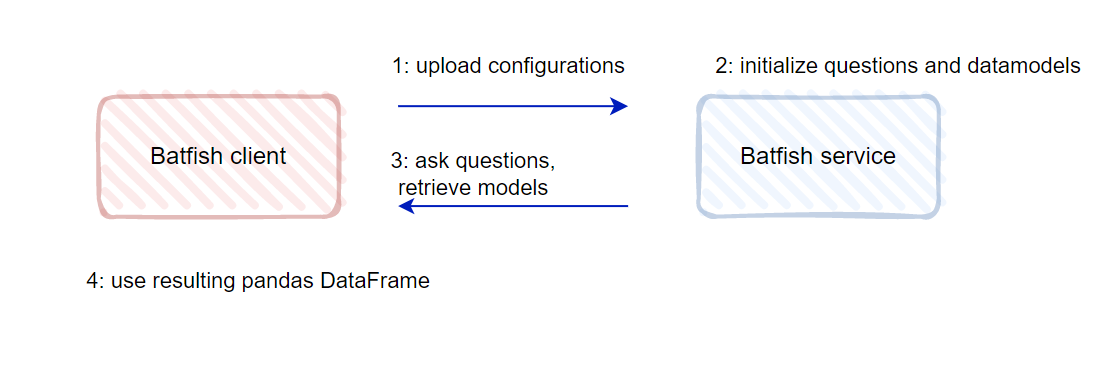 1: upload configurations
2: initialize questions and datamodels
Batfish client
Batfish service
3: ask questions,
retrieve models
4: use resulting pandas DataFrame